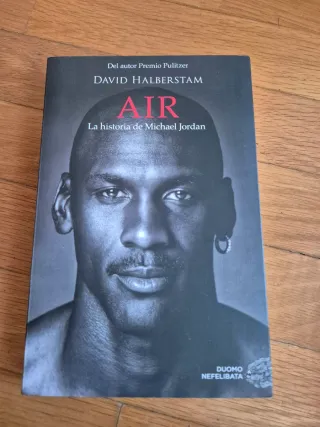 Del autor Premio Pulitzer
DAVID HALBERSTAM
AIR
La historia de Michael Jordan
DUOMO
NEFELIBATA